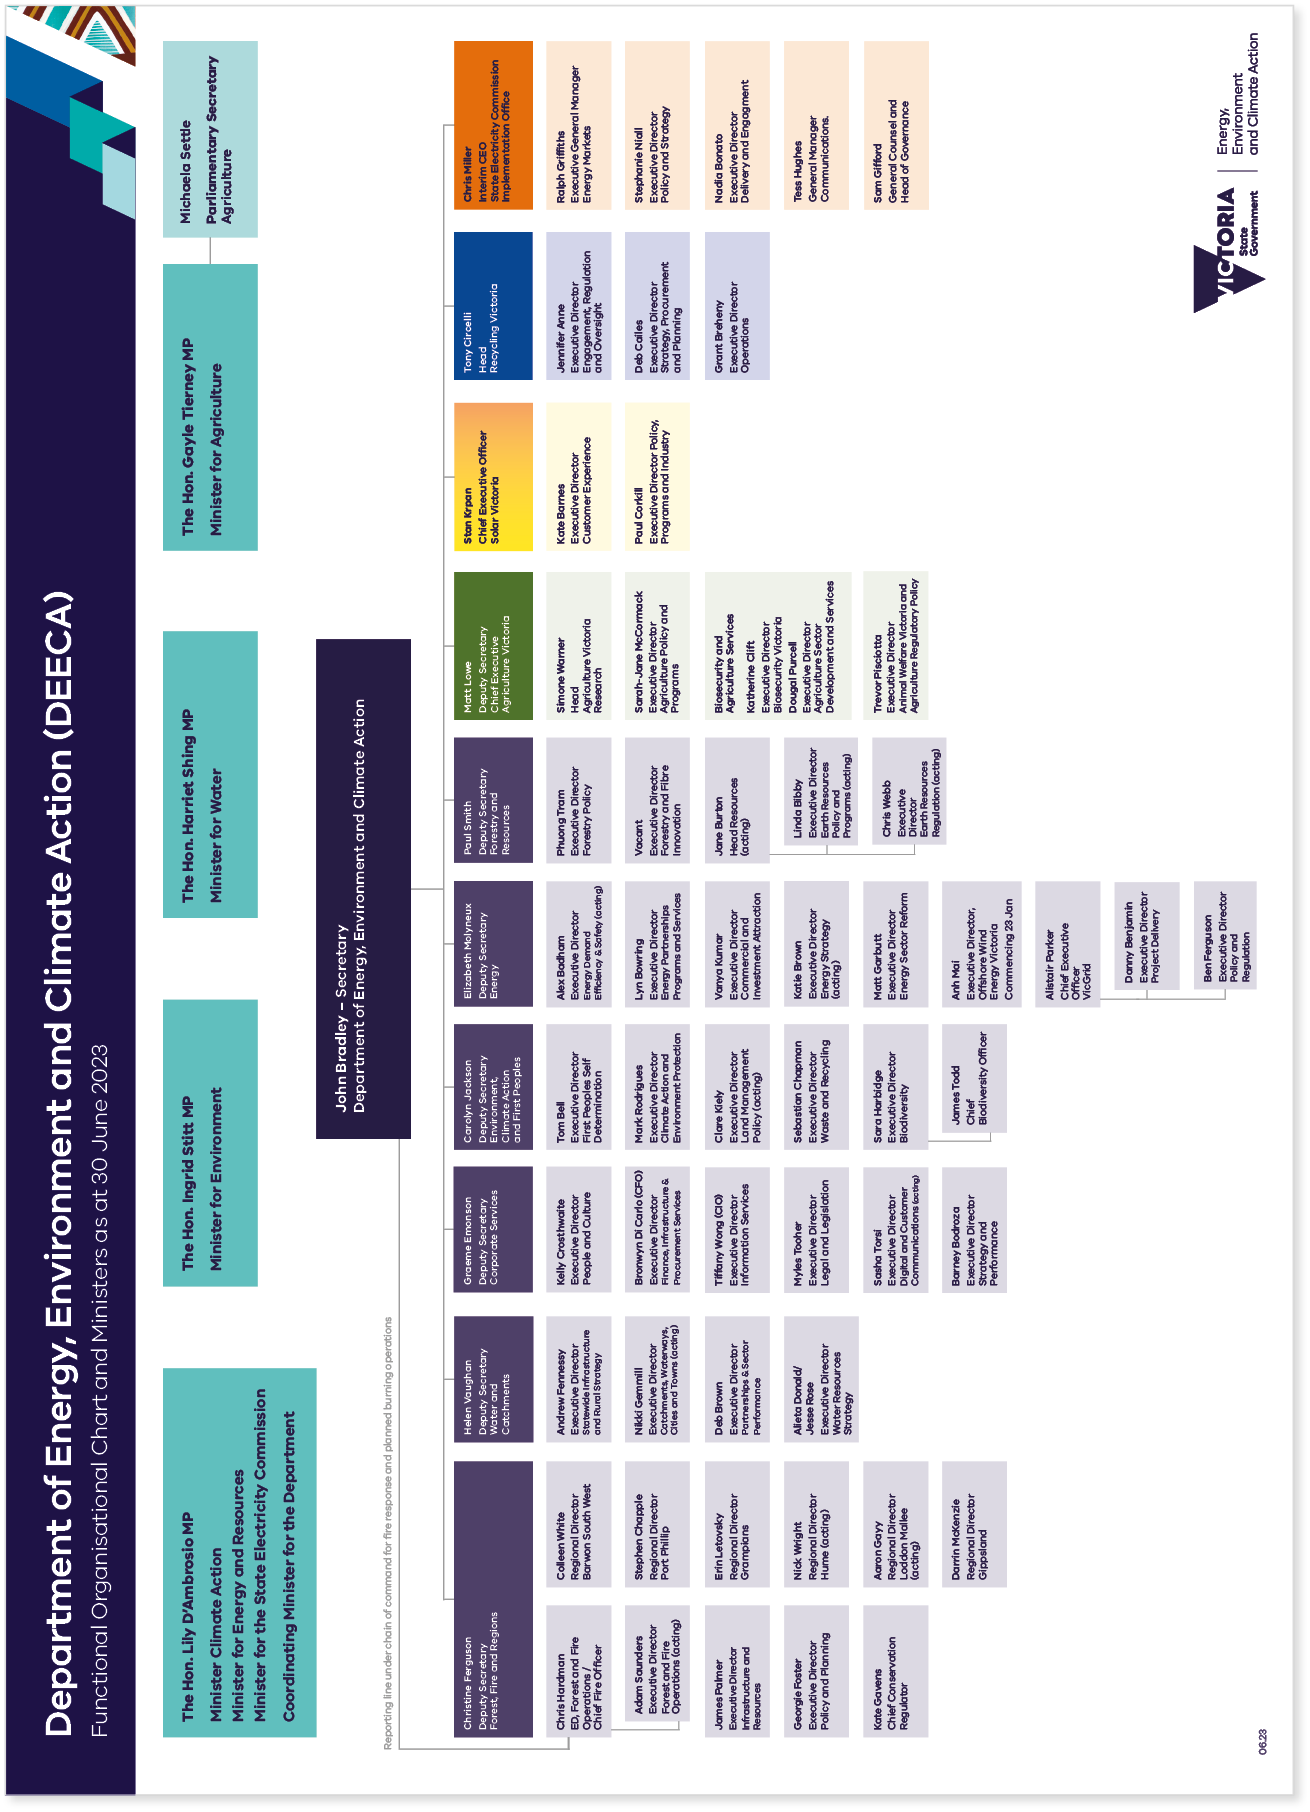 Department of Energy, Environment and Climate Action (DEECA)
Functional Organisational Chart and Ministers as at 30 June 2023
The Hon. Lily D'Ambrosio MP
Minister Climate Action
Minister for Energy and Resources
Minister for the State Electricity Commission
Coordinating Minister for the Department
The Hon. Ingrid Stitt MP
Minister for Environment
The Hon. Harriet Shing MP
Minister for Water
The Hon. Gayle Tierney MP
Minister for Agriculture
Michaela Settle
Parliamentary Secretary
Agriculture
John Bradley – Secretary
Department of Energy, Environment and Climate Action
Reporting line under chain of command for fire response and planned burning operations
Christine Ferguson
Deputy Secretary
Forest, Fire and Regions
Chris Hardman
ED, Forest and Fire
Operations /
Chief Fire Officer
Adam Saunders
Executive Director
Forest and Fire
Operations (acting)
James Palmer
Executive Director
Infrastructure and
Resources
Georgie Foster
Executive Director
Policy and Planning
Kate Gavens
Chief Conservation
Regulator
Colleen White
Regional Director
Barwon South West
Stephen Chapple
Regional Director
Port Phillip
Erin Letovsky
Regional Director
Grampians
Nick Wright
Regional Director
Hume (acting)
Aaron Gayy
Regional Director
Loddon Mallee
(acting)
Darrin McKenzie
Regional Director
Gippsland
Helen Vaughan
Deputy Secretary
Water and
Catchments
Andrew Fennessy
Executive Director
Statewide Infrastructure
and Rural Strategy
Nikki Gemmill
Executive Director
Catchments, Waterways,
Cities and Towns (acting)
Deb Brown
Executive Director
Partnerships & Sector
Performance
Alieta Donald/
Jesse Rose
Executive Director
Water Resources
Strategy
Graeme Emonson
Deputy Secretary
Corporate Services
Kelly Crosthwaite
Executive Director
People and Culture
Bronwyn Di Carlo (CFO)
Executive Director
Finance, Infrastructure &
Procurement Services
Tiffany Wong (CIO)
Executive Director
Information Services
Myles Tooher
Executive Director
Legal and Legislation
Sasha Torsi
Executive Director
Digital and Customer
Communications (acting)
Barney Bodroza
Executive Director
Strategy and
Performance
Carolyn Jackson
Deputy Secretary
Environment,
Climate Action
and First Peoples
Tom Bell
Executive Director
First Peoples Self
Determination
Mark Rodrigues
Executive Director
Climate Action and
Environment Protection
Clare Kiely
Executive Director
Land Management
Policy (acting)
Sebastian Chapman
Executive Director
Waste and Recycling
Sara Harbidge
Executive Director
Biodiversity
James Todd
Chief
Biodiversity Officer
Elizabeth Molyneux
Deputy Secretary
Energy
Alex Badham
Executive Director
Energy Demand
Efficiency & Safety (acting)
Lyn Bowring
Executive Director
Energy Partnerships
Programs and Services
Vanya Kumar
Executive Director
Commercial and
Investment Attraction
Katie Brown
Executive Director
Energy Strategy
(acting)
Matt Garbutt
Executive Director
Energy Sector Reform
Anh Mai
Executive Director,
Offshore Wind
Energy Victoria
Commencing 23 Jan
Alistair Parker
Chief Executive
Officer
VicGrid
Danny Benjamin
Executive Director
Project Delivery
Ben Ferguson
Executive Director
Policy and
Regulation
Paul Smith
Deputy Secretary
Forestry and
Resources
Phuong Tram
Executive Director
Forestry Policy
Vacant
Executive Director
Forestry and Fibre
Innovation
Jane Burton
Head Resources
(acting)
Linda Bibby
Executive Director
Earth Resources
Policy and
Programs (acting)
Chris Webb
Executive
Director
Earth Resources
Regulation (acting)
Matt Lowe
Deputy Secretary
Chief Executive
Agriculture Victoria
Simone Warner
Head
Agriculture Victoria
Research
Sarah-Jane McCormack
Executive Director
Agriculture Policy and
Programs
Biosecurity and
Agriculture Services
Katherine Clift
Executive Director
Biosecurity Victoria
Dougal Purcell
Executive Director
Agriculture Sector
Development and Services
Trevor Pisciotta
Executive Director
Animal Welfare Victoria and
Agriculture Regulatory Policy
Stan Krpan
Chief Executive Officer
Solar Victoria
Kate Barnes
Executive Director
Customer Experience
Paul Corkill
Executive Director Policy,
Programs and Industry
Tony Circelli
Head
Recycling Victoria
Jennifer Anne
Executive Director
Engagement, Regulation
and Oversight
Deb Calles
Executive Director
Strategy, Procurement
and Planning
Grant Breheny
Executive Director
Operations
Chris Miller
Interim CEO
State Electricity Commission
Implementation Office
Ralph Griffiths
Executive General Manager
Energy Markets
Stephanie Niall
Executive Director
Policy and Strategy
Nadia Bonato
Executive Director
Delivery and Engagment
Tess Hughes
General Manager
Communications.
Sam Gifford
General Counsel and
Head of Governance
06.23
VICTORIA
State
Government
Energy,
Environment
and Climate Action